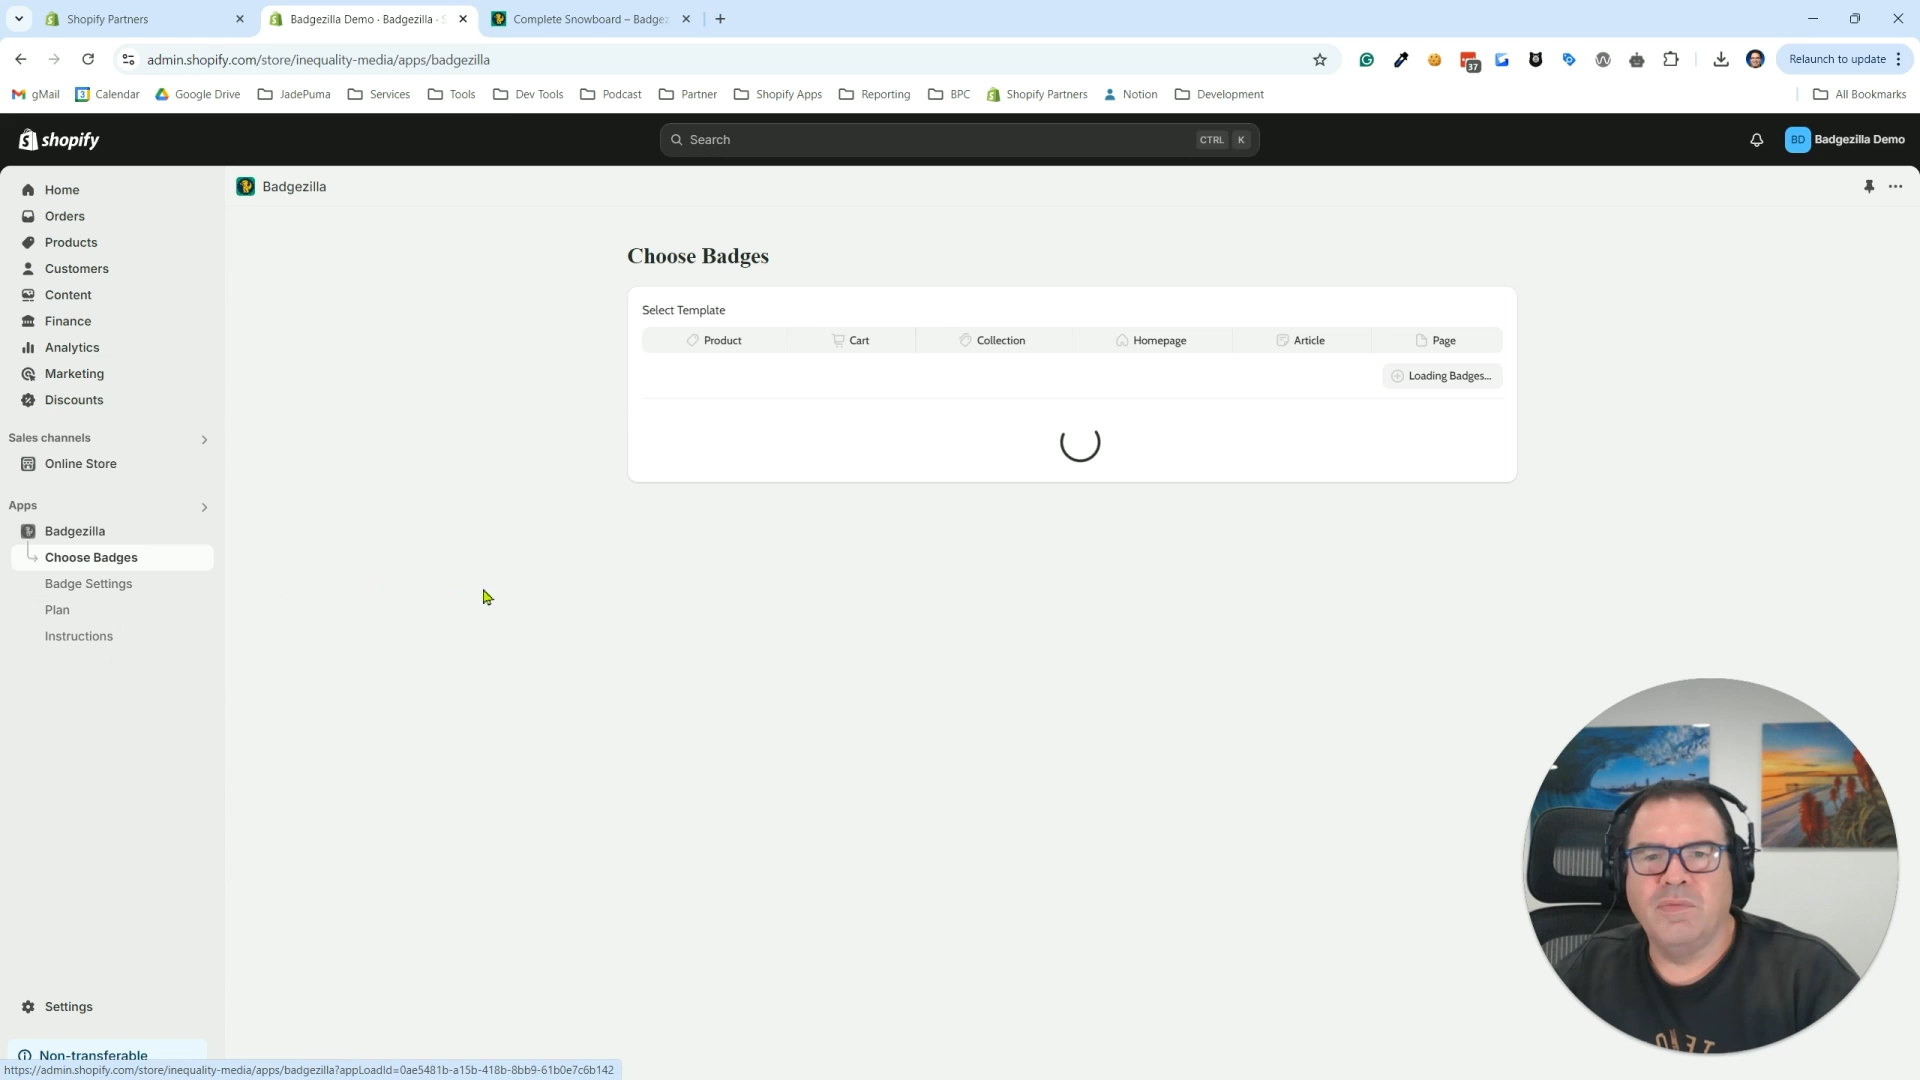 Shopify Partners
Badgezilla Demo · Badgezilla ·
Complete Snowboard – Badgez
admin.shopify.com/store/inequality-media/apps/badgezilla
37
Relaunch to update
gMail
3
Calendar
Google Drive
JadePuma
Services
Tools
Dev Tools
Podcast
Partner
Shopify Apps
Reporting
BPC
Shopify Partners
Notion
Development
All Bookmarks
shopify
Search
CTRL K
BD
Badgezilla Demo
Home
Orders
Products
Customers
Content
Finance
Analytics
Marketing
Discounts
Sales channels
Online Store
Apps
Badgezilla
Choose Badges
Badge Settings
Plan
Instructions
Settings
Non-transferable
Badgezilla
Choose Badges
Select Template
Product
Cart
Collection
Homepage
Article
Page
Loading Badges...
https://admin.shopify.com/store/inequality-media/apps/badgezilla?appLoadId=0ae5481b-a15b-418b-8bb9-61b0e7c6b142